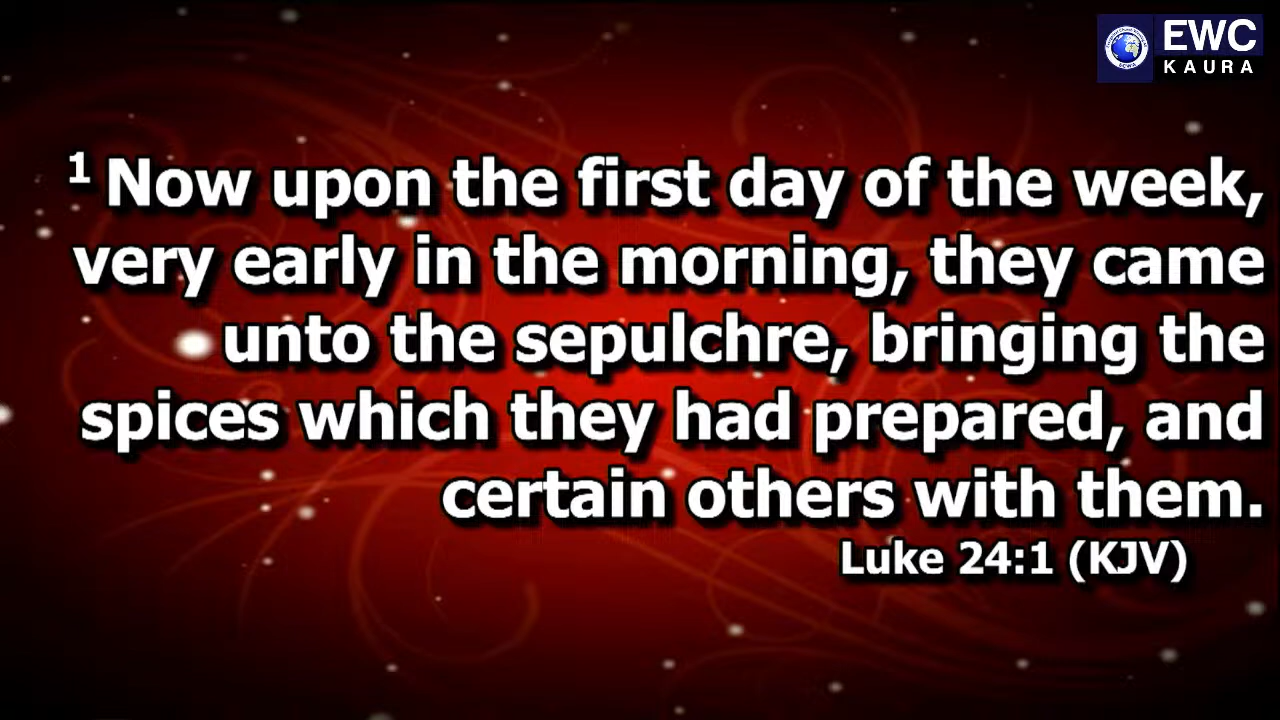 EWC
KAURA
1 Now upon the first day of the week,
very early in the morning, they came
unto the sepulchre, bringing the
spices which they had prepared, and
certain others with them.
Luke 24:1 (KJV)